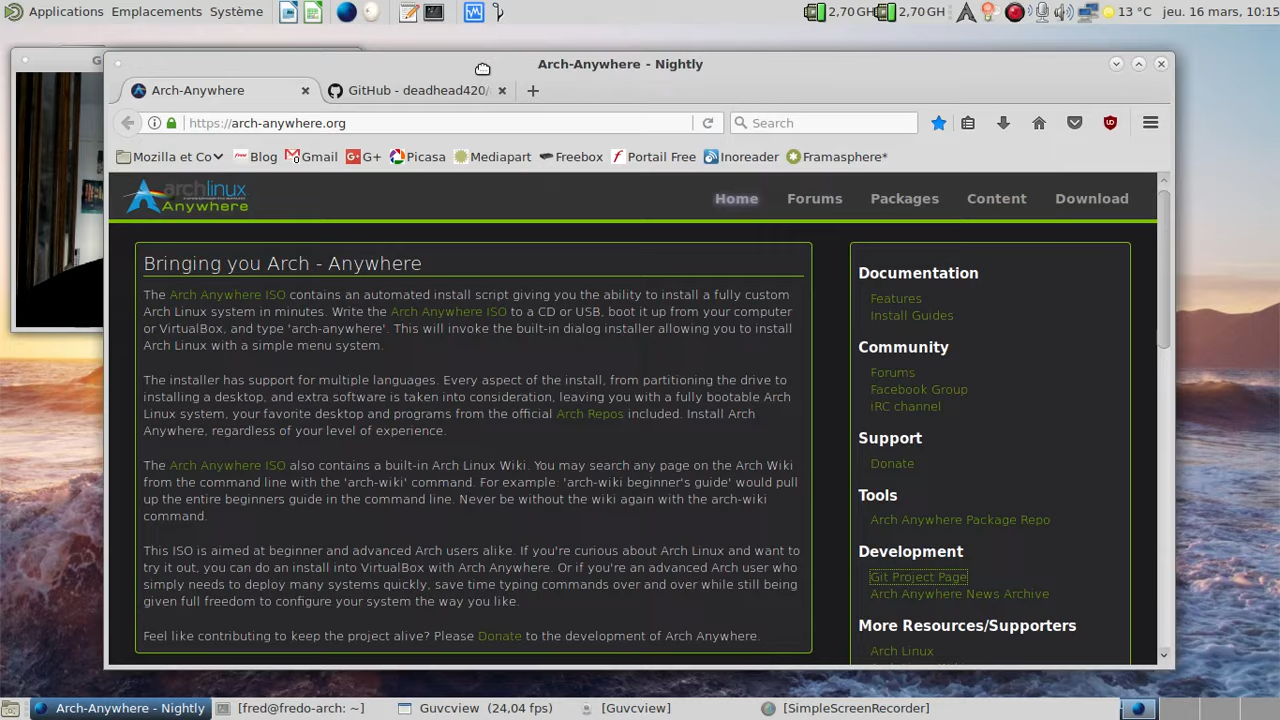 Applications Emplacements Système 2,70 GH 2,70 GH 13 °C jeu. 16 mars, 10:15
G
Arch-Anywhere - Nightly
Arch-Anywhere GitHub - deadhead420/
https://arch-anywhere.org Search
Mozilla et Co Blog Gmail G+ Picasa Mediapart Freebox Portail Free Inoreader Framasphere*
archlinux
Anywhere
Home Forums Packages Content Download
Bringing you Arch - Anywhere
The Arch Anywhere ISO contains an automated install script giving you the ability to install a fully custom
Arch Linux system in minutes. Write the Arch Anywhere ISO to a CD or USB, boot it up from your computer
or VirtualBox, and type 'arch-anywhere'. This will invoke the built-in dialog installer allowing you to install
Arch Linux with a simple menu system.
The installer has support for multiple languages. Every aspect of the install, from partitioning the drive to
installing a desktop, and extra software is taken into consideration, leaving you with a fully bootable Arch
Linux system, your favorite desktop and programs from the official Arch Repos included. Install Arch
Anywhere, regardless of your level of experience.
The Arch Anywhere ISO also contains a built-in Arch Linux Wiki. You may search any page on the Arch Wiki
from the command line with the 'arch-wiki' command. For example: 'arch-wiki beginner's guide' would pull
up the entire beginners guide in the command line. Never be without the wiki again with the arch-wiki
command.
This ISO is aimed at beginner and advanced Arch users alike. If you're curious about Arch Linux and want to
try it out, you can do an install into VirtualBox with Arch Anywhere. Or if you're an advanced Arch user who
simply needs to deploy many systems quickly, save time typing commands over and over while still being
given full freedom to configure your system the way you like.
Feel like contributing to keep the project alive? Please Donate to the development of Arch Anywhere.
Documentation
Features
Install Guides
Community
Forums
Facebook Group
iRC channel
Support
Donate
Tools
Arch Anywhere Package Repo
Development
Git Project Page
Arch Anywhere News Archive
More Resources/Supporters
Arch Linux
Arch-Anywhere - Nightly [fred@fredo-arch: ~] Guvcview (24,04 fps) [Guvcview] [SimpleScreenRecorder]